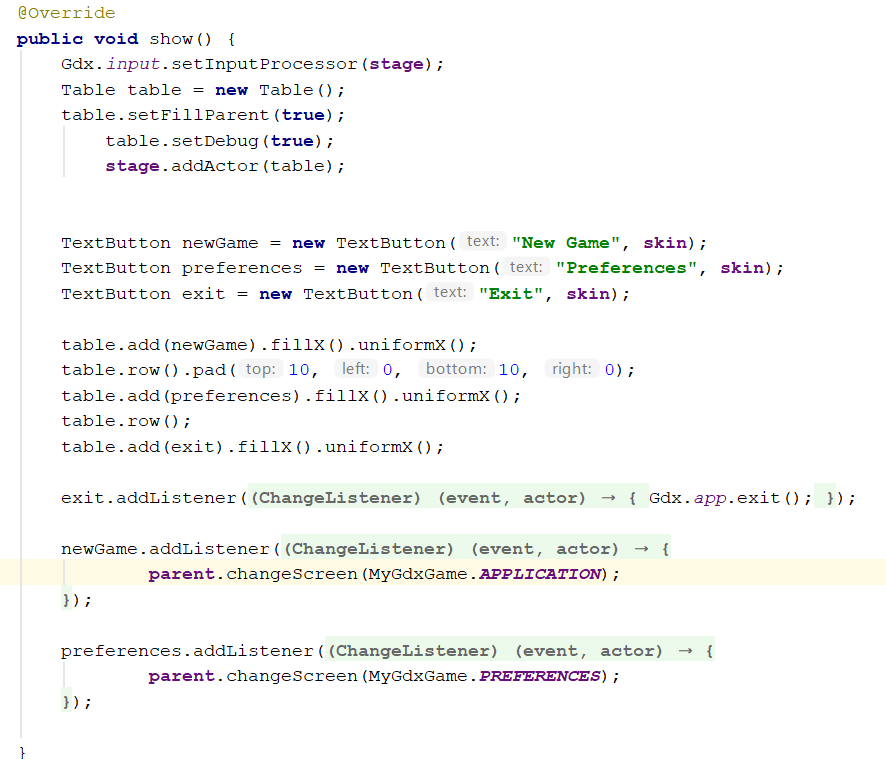 @Override
public void show() {
    Gdx.input.setInputProcessor(stage);
    Table table = new Table();
    table.setFillParent(true);
        table.setDebug(true);
        stage.addActor(table);
    TextButton newGame = new TextButton( text: "New Game", skin);
    TextButton preferences = new TextButton( text: "Preferences", skin);
    TextButton exit = new TextButton( text: "Exit", skin);
    table.add(newGame).fillX().uniformX();
    table.row().pad( top: 10, left: 0, bottom: 10, right: 0);
    table.add(preferences).fillX().uniformX();
    table.row();
    table.add(exit).fillX().uniformX();
    exit.addListener((ChangeListener) (event, actor) → { Gdx.app.exit(); });
    newGame.addListener((ChangeListener) (event, actor) → {
            parent.changeScreen(MyGdxGame.APPLICATION);
    });
    preferences.addListener((ChangeListener) (event, actor) → {
            parent.changeScreen(MyGdxGame.PREFERENCES);
    });
}